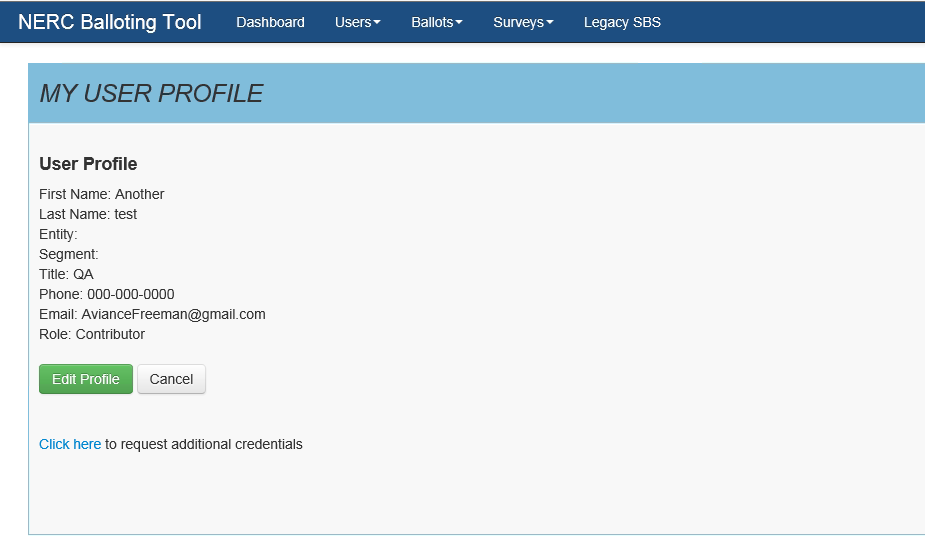 NERC Balloting Tool Dashboard Users Ballots Surveys Legacy SBS
MY USER PROFILE
User Profile
First Name: Another
Last Name: test
Entity:
Segment:
Title: QA
Phone: 000-000-0000
Email: AvianceFreeman@gmail.com
Role: Contributor
Edit Profile Cancel
Click here to request additional credentials